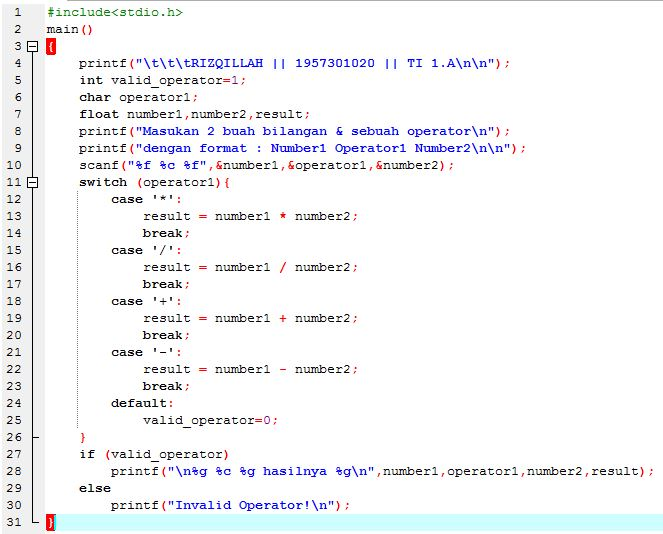 1 #include<stdio.h>
2 main()
3 {
4 printf("\t\t\tRIZQILLAH || 1957301020 || TI 1.A\n\n");
5 int valid_operator=1;
6 char operator1;
7 float number1,number2,result;
8 printf("Masukan 2 buah bilangan & sebuah operator\n");
9 printf("dengan format : Number1 Operator1 Number2\n\n");
10 scanf("%f %c %f",&number1,&operator1,&number2);
11 switch (operator1){
12 case '*':
13 result = number1 * number2;
14 break;
15 case '/':
16 result = number1 / number2;
17 break;
18 case '+':
19 result = number1 + number2;
20 break;
21 case '-':
22 result = number1 - number2;
23 break;
24 default:
25 valid_operator=0;
26 }
27 if (valid_operator)
28 printf("\n%g %c %g hasilnya %g\n",number1,operator1,number2,result);
29 else
30 printf("Invalid Operator!\n");
31 }